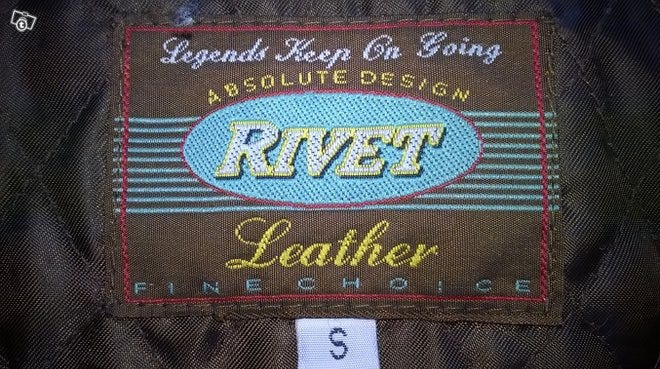 Legends Keep On Going
ABSOLUTE DESIGN
RIVET
Leather
FINE CHOICE
S